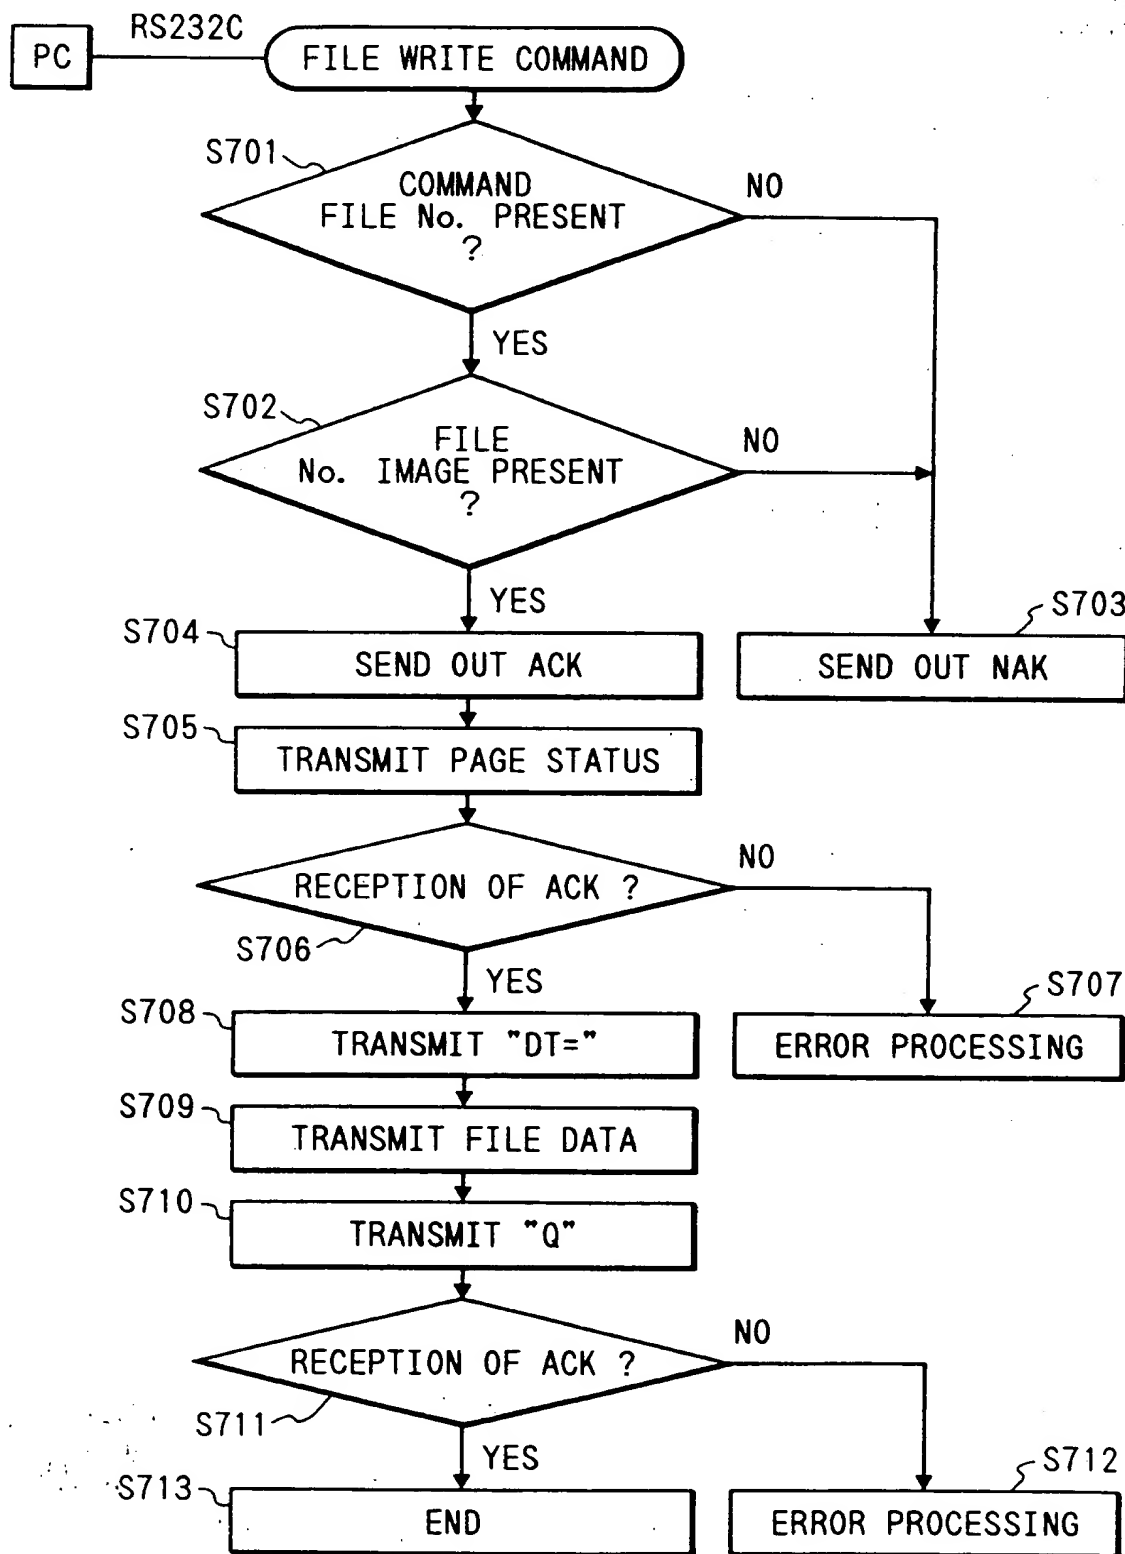 RS232C
PC
FILE WRITE COMMAND
S701
COMMAND
FILE No. PRESENT
?
NO
YES
S702
FILE
No. IMAGE PRESENT
?
NO
YES
S703
S704
SEND OUT ACK
SEND OUT NAK
S705
TRANSMIT PAGE STATUS
RECEPTION OF ACK ?
NO
S706
YES
S707
S708
TRANSMIT "DT="
ERROR PROCESSING
S709
TRANSMIT FILE DATA
S710
TRANSMIT "Q"
RECEPTION OF ACK ?
NO
S711
YES
S712
S713
END
ERROR PROCESSING